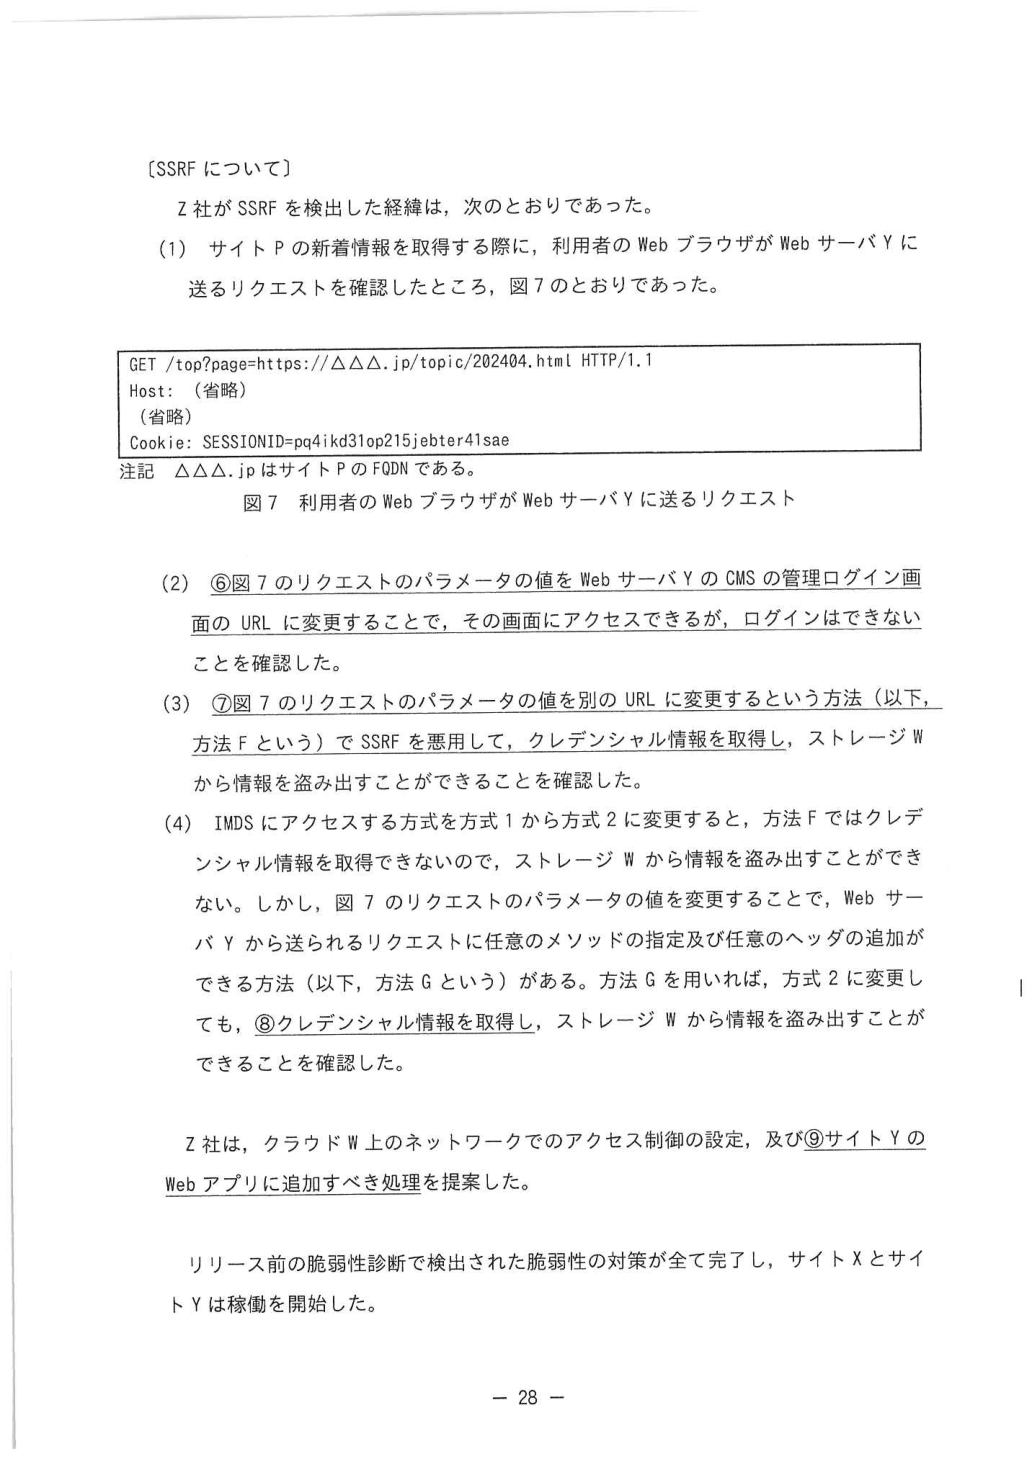 〔SSRF について〕
Z 社が SSRF を検出した経緯は，次のとおりであった。
(1) サイト P の新着情報を取得する際に，利用者の Web ブラウザが Web サーバ Y に
送るリクエストを確認したところ，図 7 のとおりであった。
GET /top?page=https://△△△.jp/topic/202404.html HTTP/1.1
Host: （省略）
（省略）
Cookie: SESSIONID=pq4ikd31op215jebter41sae
注記 △△△.jp はサイト P の FQDN である。
図 7 利用者の Web ブラウザが Web サーバ Y に送るリクエスト
(2) ⑥図 7 のリクエストのパラメータの値を Web サーバ Y の CMS の管理ログイン画
面の URL に変更することで，その画面にアクセスできるが，ログインはできない
ことを確認した。
(3) ⑦図 7 のリクエストのパラメータの値を別の URL に変更するという方法（以下，
方法 F という）で SSRF を悪用して，クレデンシャル情報を取得し，ストレージ W
から情報を盗み出すことができることを確認した。
(4) IMDS にアクセスする方式を方式 1 から方式 2 に変更すると，方法 F ではクレデ
ンシャル情報を取得できないので，ストレージ W から情報を盗み出すことができ
ない。しかし，図 7 のリクエストのパラメータの値を変更することで，Web サー
バ Y から送られるリクエストに任意のメソッドの指定及び任意のヘッダの追加が
できる方法（以下，方法 G という）がある。方法 G を用いれば，方式 2 に変更し
ても，⑧クレデンシャル情報を取得し，ストレージ W から情報を盗み出すことが
できることを確認した。
Z 社は，クラウド W 上のネットワークでのアクセス制御の設定，及び⑨サイト Y の
Web アプリに追加すべき処理を提案した。
リリース前の脆弱性診断で検出された脆弱性の対策が全て完了し，サイト X とサイ
ト Y は稼働を開始した。
― 28 ―